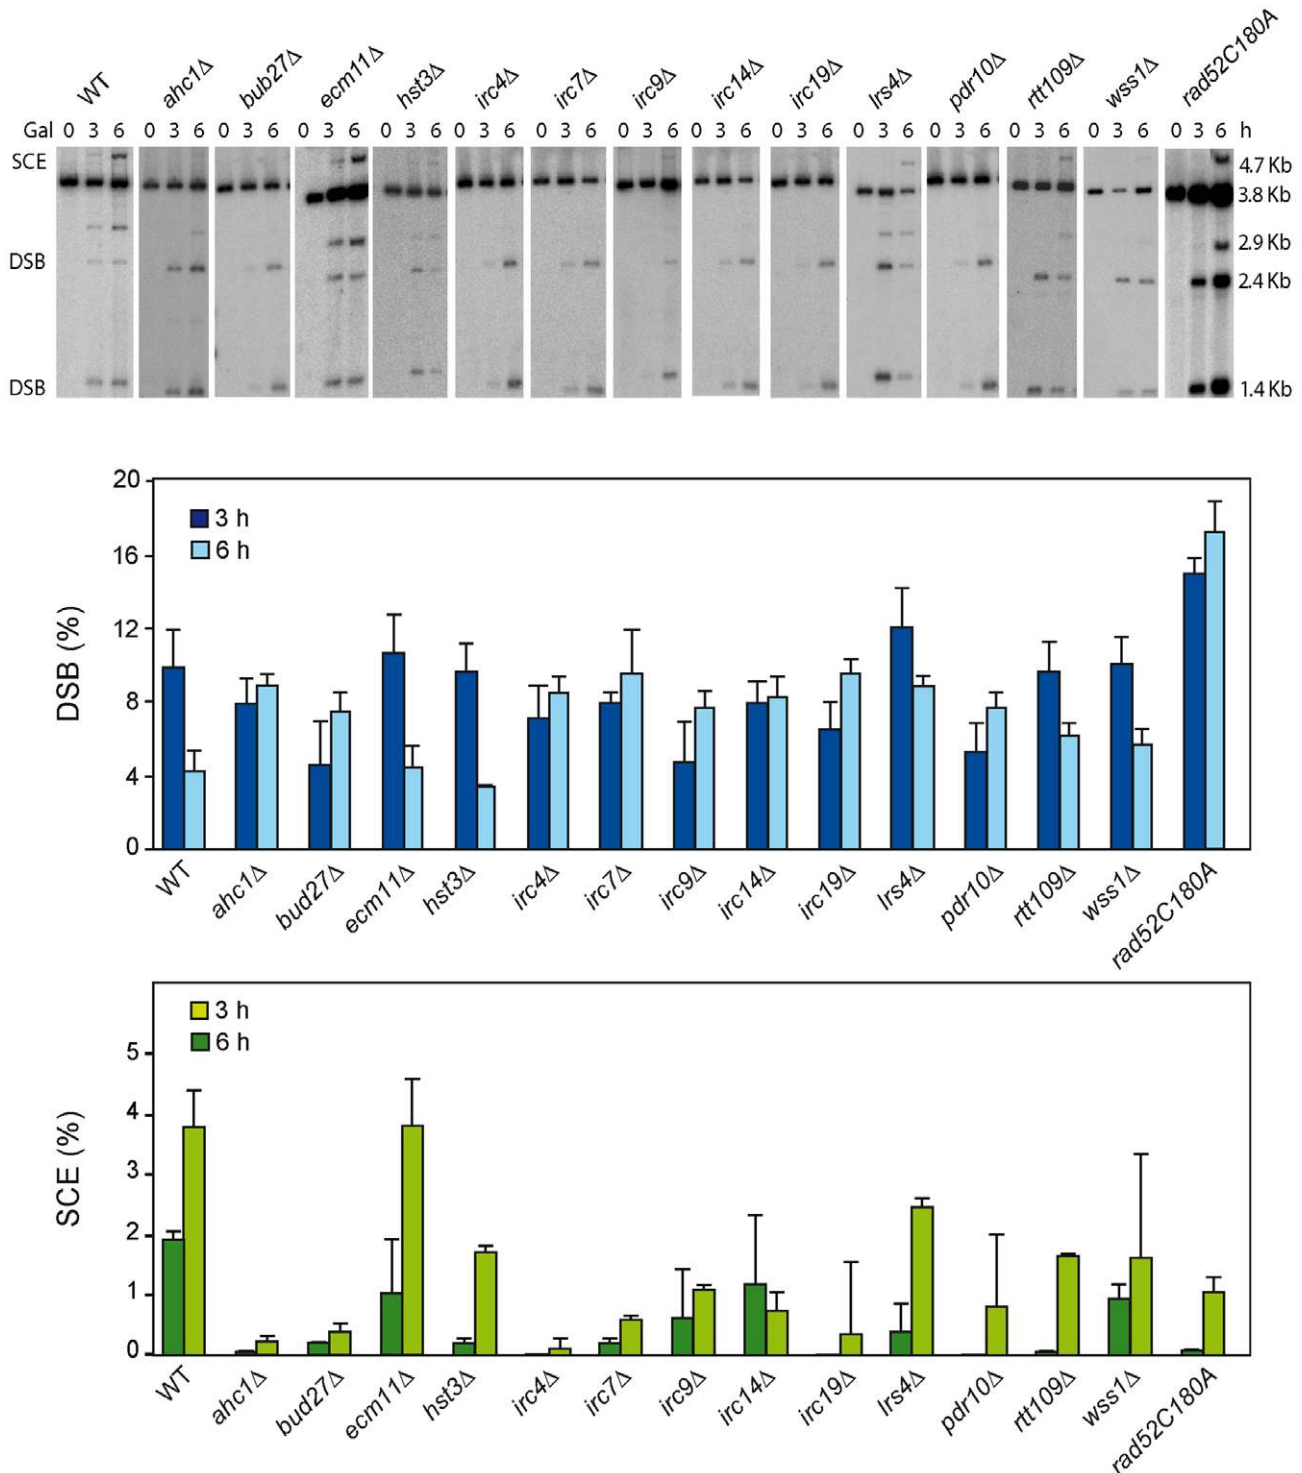 WT ahc1Δ bub27Δ ecm11Δ hst3Δ irc4Δ irc7Δ irc9Δ irc14Δ irc19Δ lrs4Δ pdr10Δ rtt109Δ wss1Δ rad52C180A
Gal 0 3 6 0 3 6 0 3 6 0 3 6 0 3 6 0 3 6 0 3 6 0 3 6 0 3 6 0 3 6 0 3 6 0 3 6 0 3 6 0 3 6 0 3 6 h
SCE 4.7 Kb
3.8 Kb
2.9 Kb
DSB 2.4 Kb
DSB 1.4 Kb
20
16
12
8
4
0
DSB (%)
3 h
6 h
WT ahc1Δ bud27Δ ecm11Δ hst3Δ irc4Δ irc7Δ irc9Δ irc14Δ irc19Δ lrs4Δ pdr10Δ rtt109Δ wss1Δ rad52C180A
5
4
3
2
1
0
SCE (%)
3 h
6 h
WT ahc1Δ bud27Δ ecm11Δ hst3Δ irc4Δ irc7Δ irc9Δ irc14Δ irc19Δ lrs4Δ pdr10Δ rtt109Δ wss1Δ rad52C180A